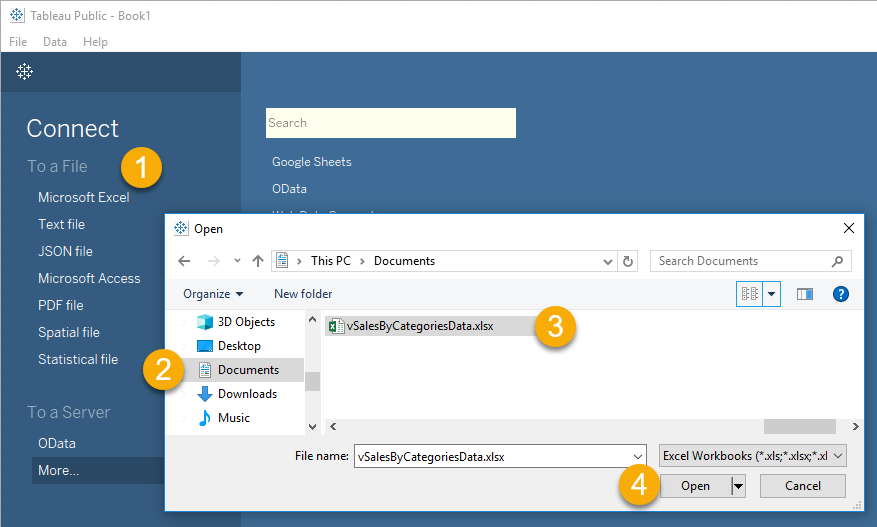 Tableau Public - Book1
File Data Help
Connect
To a File
1
Microsoft Excel
Text file
JSON file
Microsoft Access
PDF file
Spatial file
Statistical file
To a Server
OData
More...
Search
Google Sheets
OData
Open
This PC > Documents
Search Documents
Organize
New folder
?
3D Objects
Desktop
2
Documents
Downloads
Music
vSalesByCategoriesData.xlsx
3
File name:
vSalesByCategoriesData.xlsx
Excel Workbooks (*.xls;*.xlsx;*.xl
4
Open
Cancel